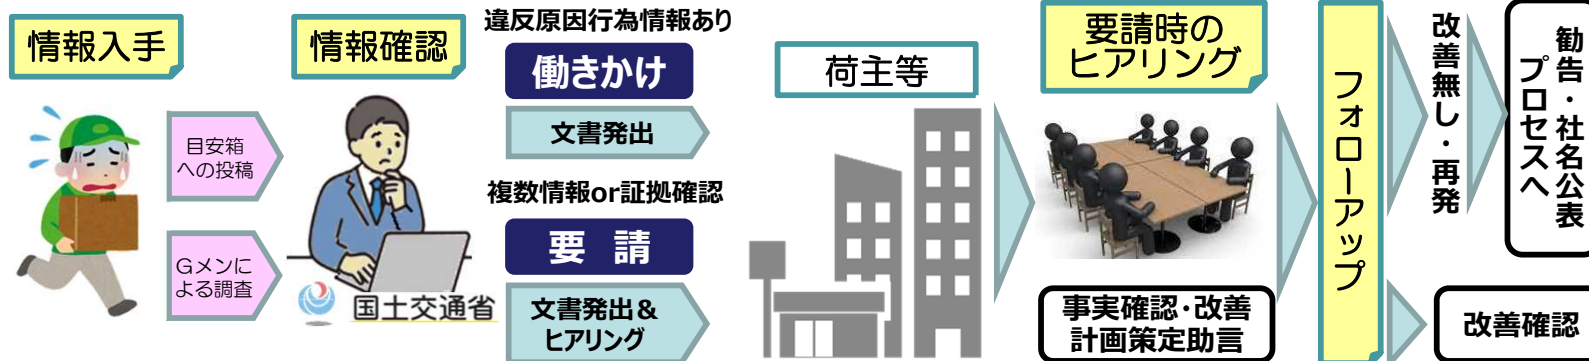 情報入手
目安箱
への投稿
Gメンに
よる調査
情報確認
国土交通省
違反原因行為情報あり
働きかけ
文書発出
複数情報or証拠確認
要 請
文書発出&
ヒアリング
荷主等
要請時の
ヒアリング
事実確認・改善
計画策定助言
フォローアップ
改善無し・再発
勧告・社名公表
プロセスへ
改善確認